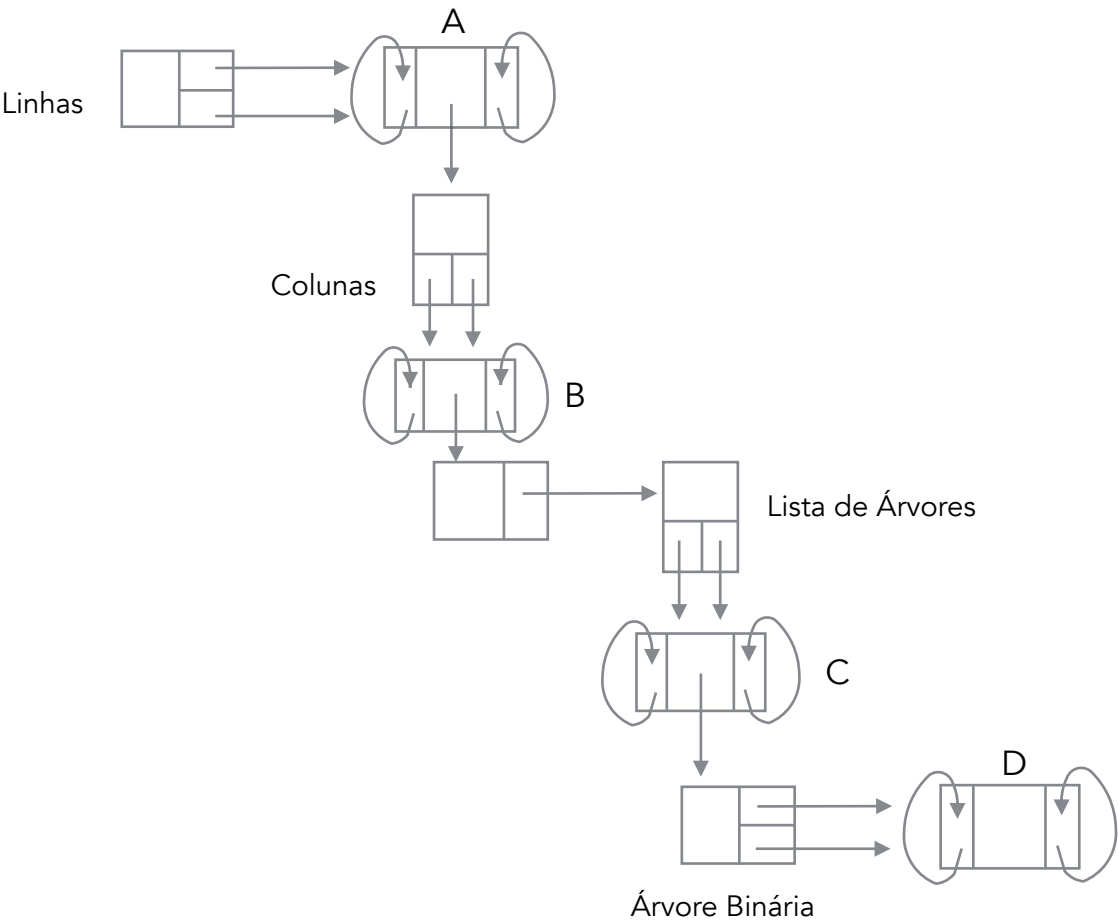 A
Linhas
Colunas
B
Lista de Árvores
C
D
Árvore Binária